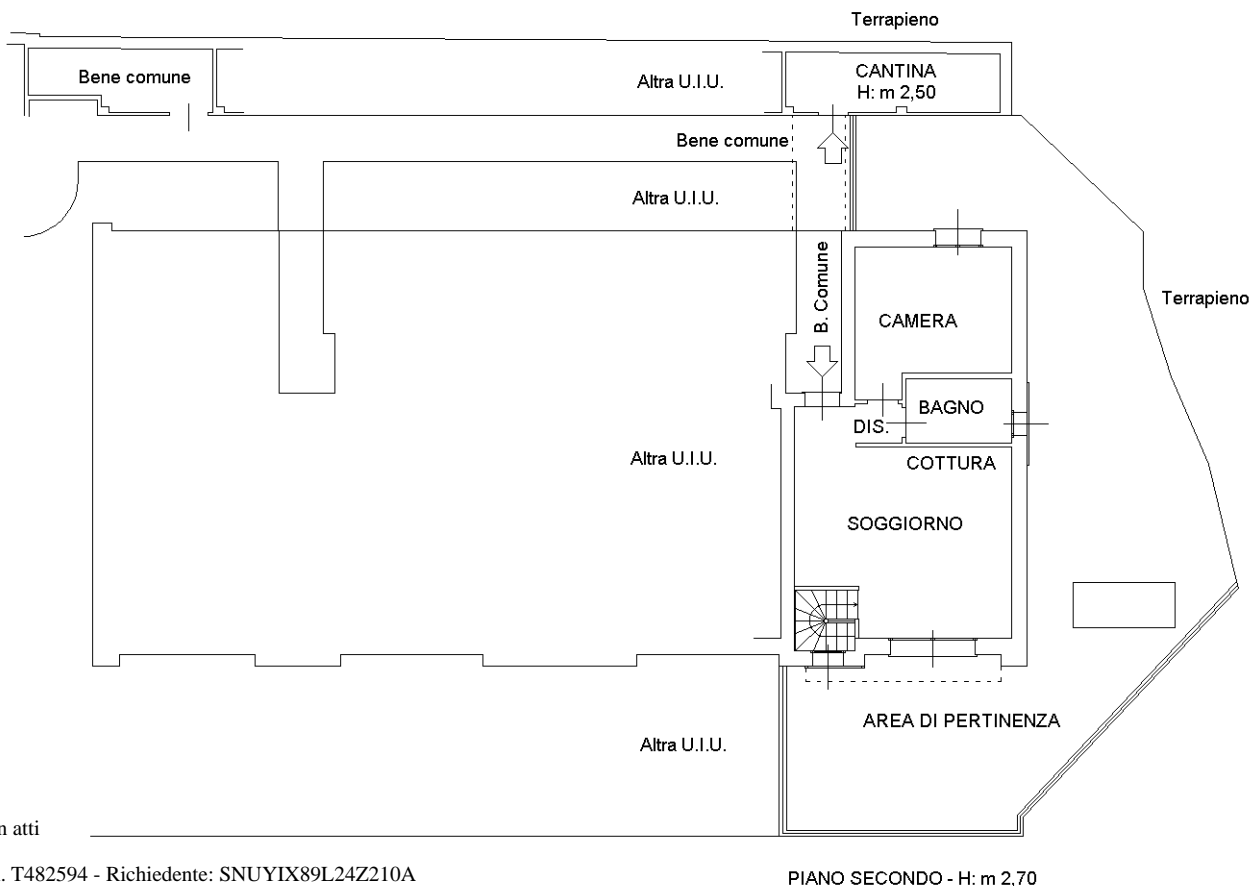 Terrapieno
Bene comune
Altra U.I.U.
CANTINA
H: m 2,50
Bene comune
Altra U.I.U.
B. Comune
Terrapieno
CAMERA
BAGNO
DIS.
Altra U.I.U.
COTTURA
SOGGIORNO
AREA DI PERTINENZA
Altra U.I.U.
n atti
. T482594 - Richiedente: SNUYIX89L24Z210A
PIANO SECONDO - H: m 2,70